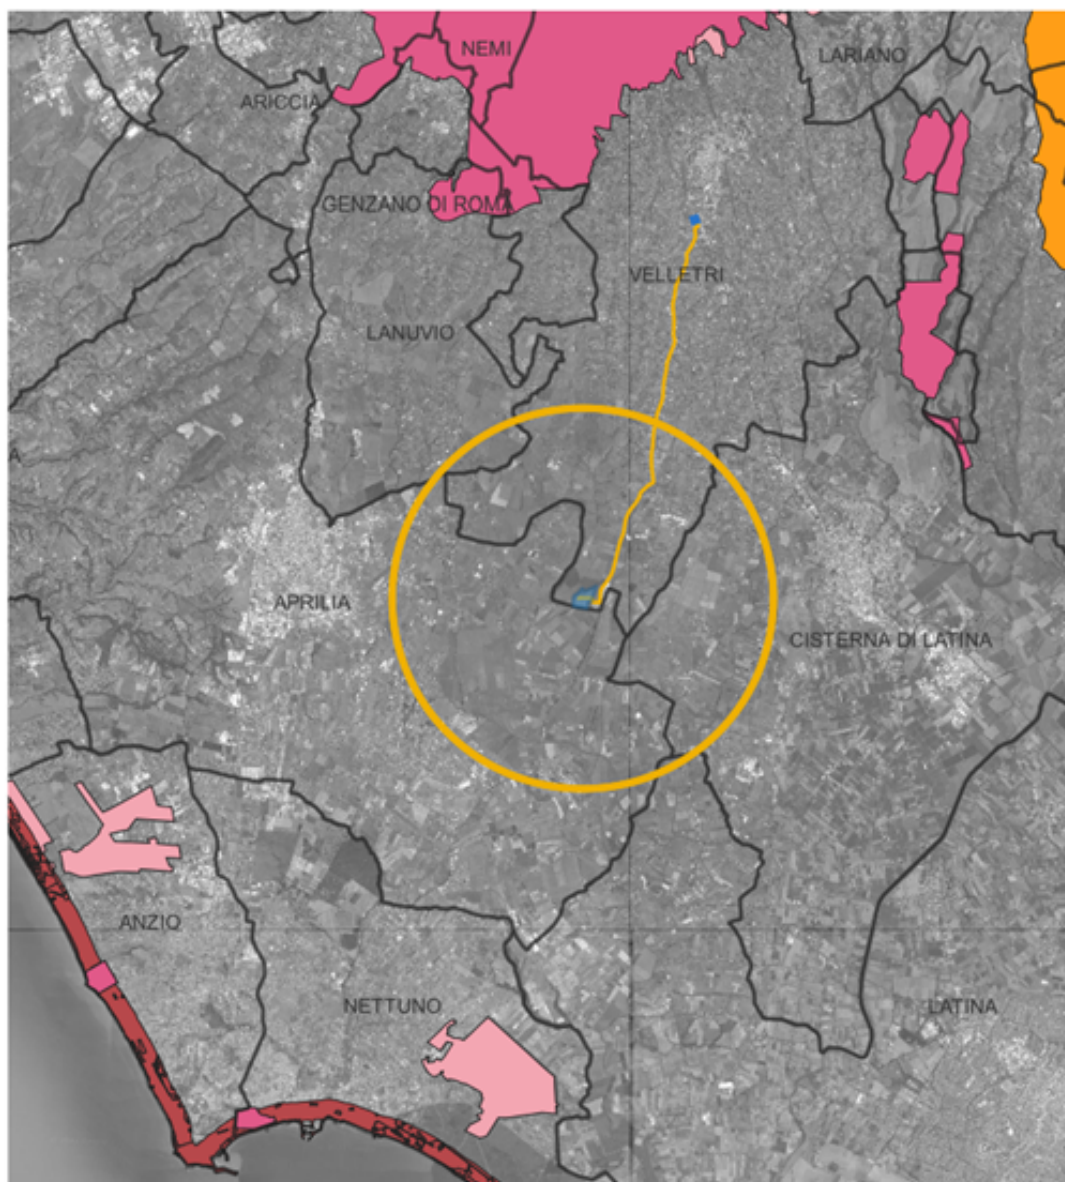 NEMI
LARIANO
ARICCIA
GENZANO DI ROMA
VELLETRI
LANUVIO
A
APRILIA
CISTERNA DI LATINA
ANZIO
NETTUNO
LATINA